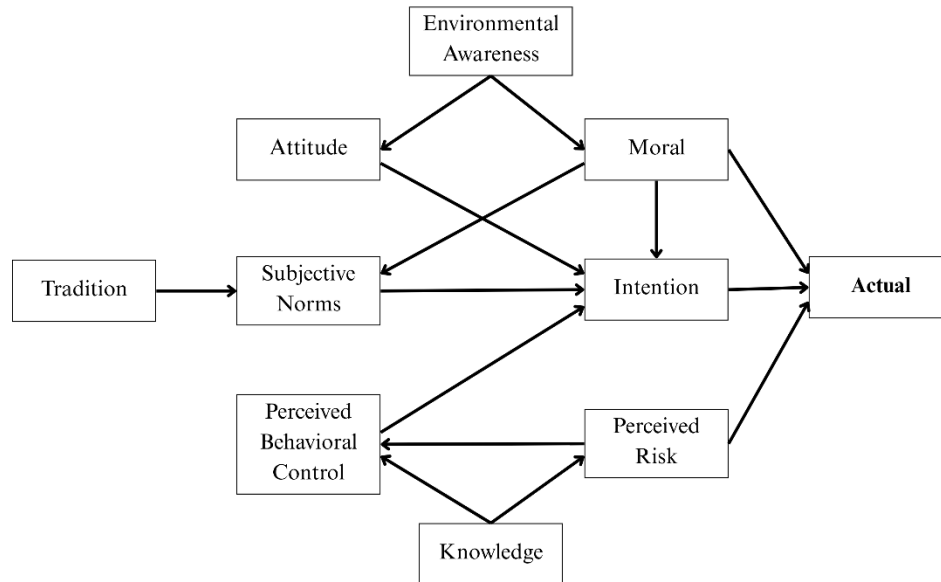 Environmental
Awareness
Attitude
Moral
Tradition
Subjective
Norms
Intention
Actual
Perceived
Behavioral
Control
Perceived
Risk
Knowledge